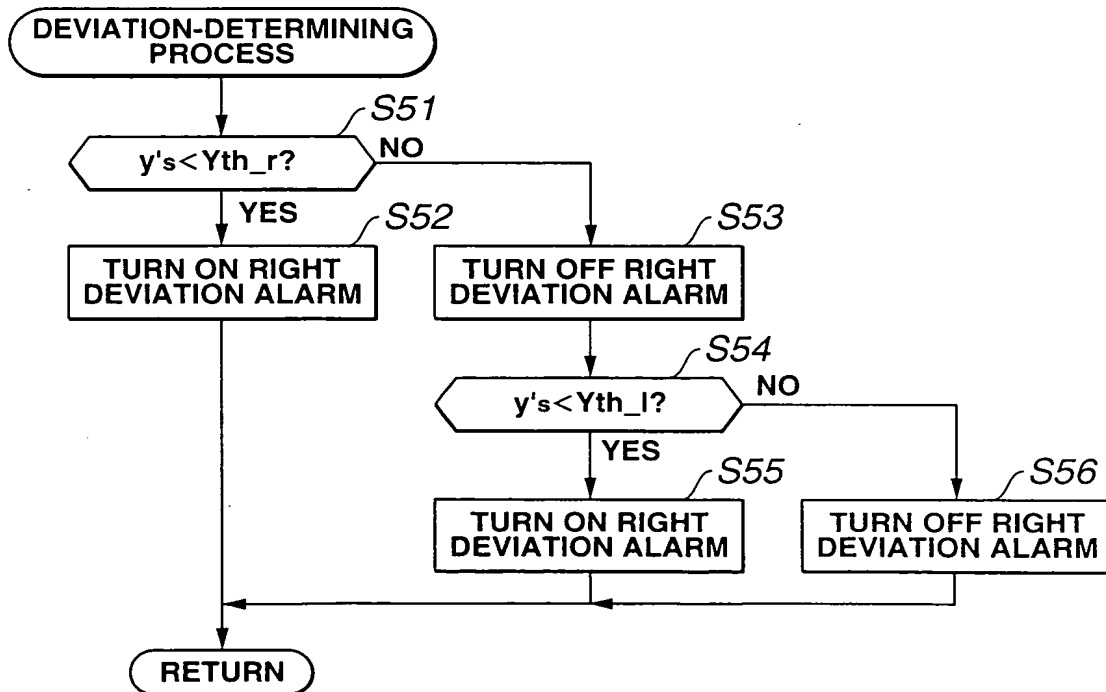 DEVIATION-DETERMINING
PROCESS
S51
y's<Yth_r?
NO
YES
S52
TURN ON RIGHT
DEVIATION ALARM
S53
TURN OFF RIGHT
DEVIATION ALARM
S54
y's<Yth_l?
NO
YES
S55
TURN ON RIGHT
DEVIATION ALARM
S56
TURN OFF RIGHT
DEVIATION ALARM
RETURN